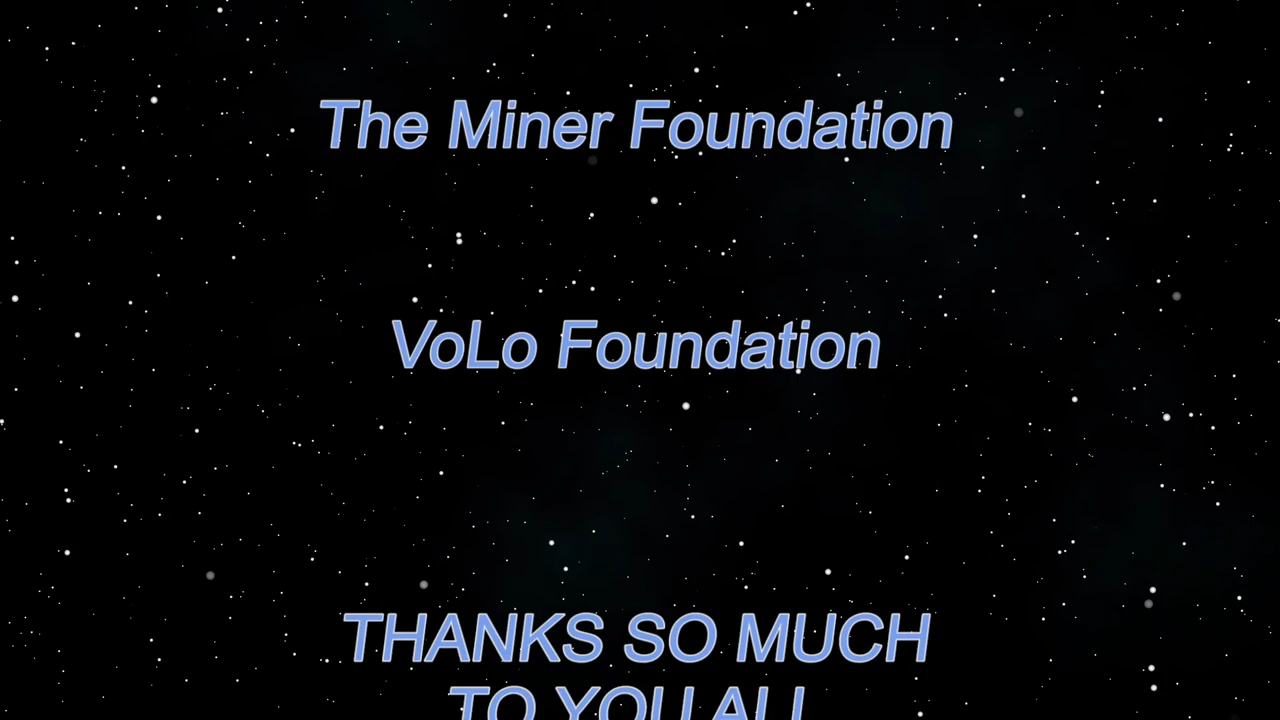 The Miner Foundation
VoLo Foundation
THANKS SO MUCH
TO YOU ALL